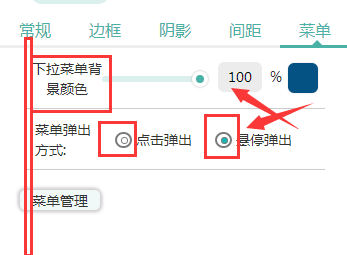 常规 边框 阴影 间距 菜单
下拉菜单背 100 %
景颜色
菜单弹出 点击弹出 悬停弹出
方式:
菜单管理